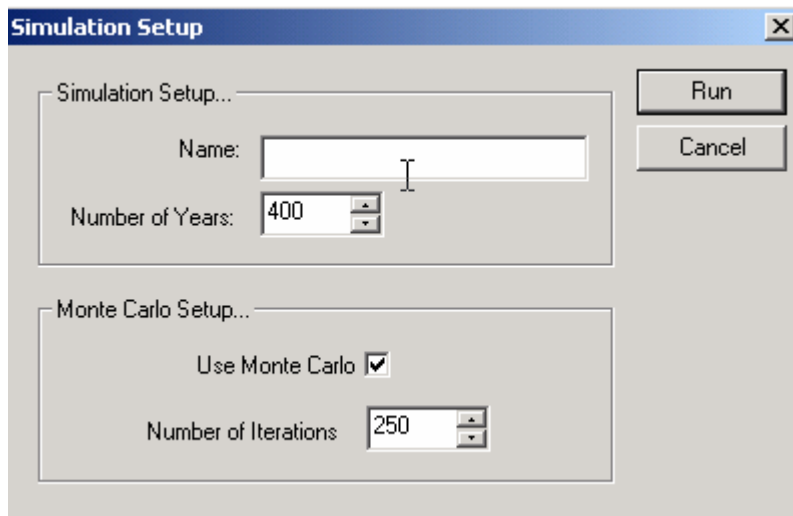 Simulation Setup
Simulation Setup...
Run
Name:
Cancel
Number of Years: 400
Monte Carlo Setup...
Use Monte Carlo
Number of Iterations 250